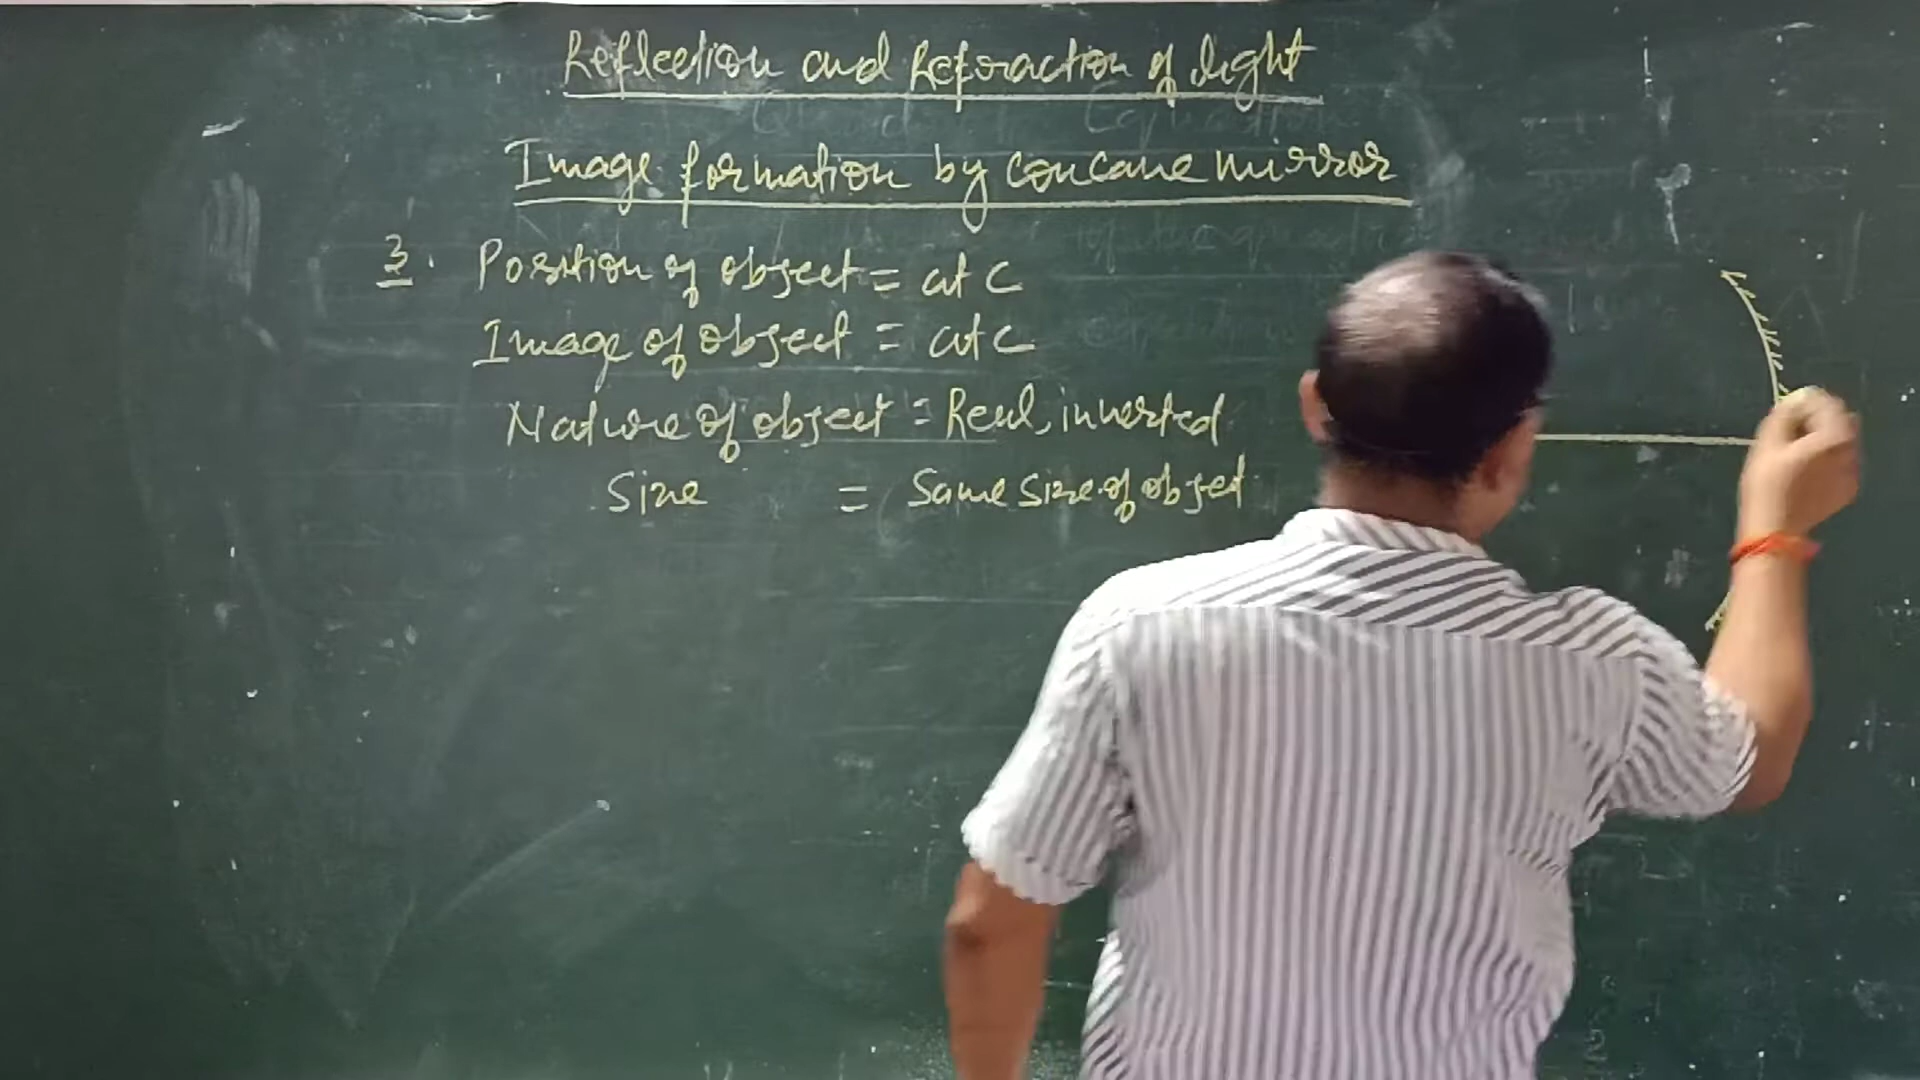 Reflection and Refraction of light
Image formation by concave mirror
3. Position of object = at C
Image of object = at C
Nature of object = Real, inverted
Size = Same size of object